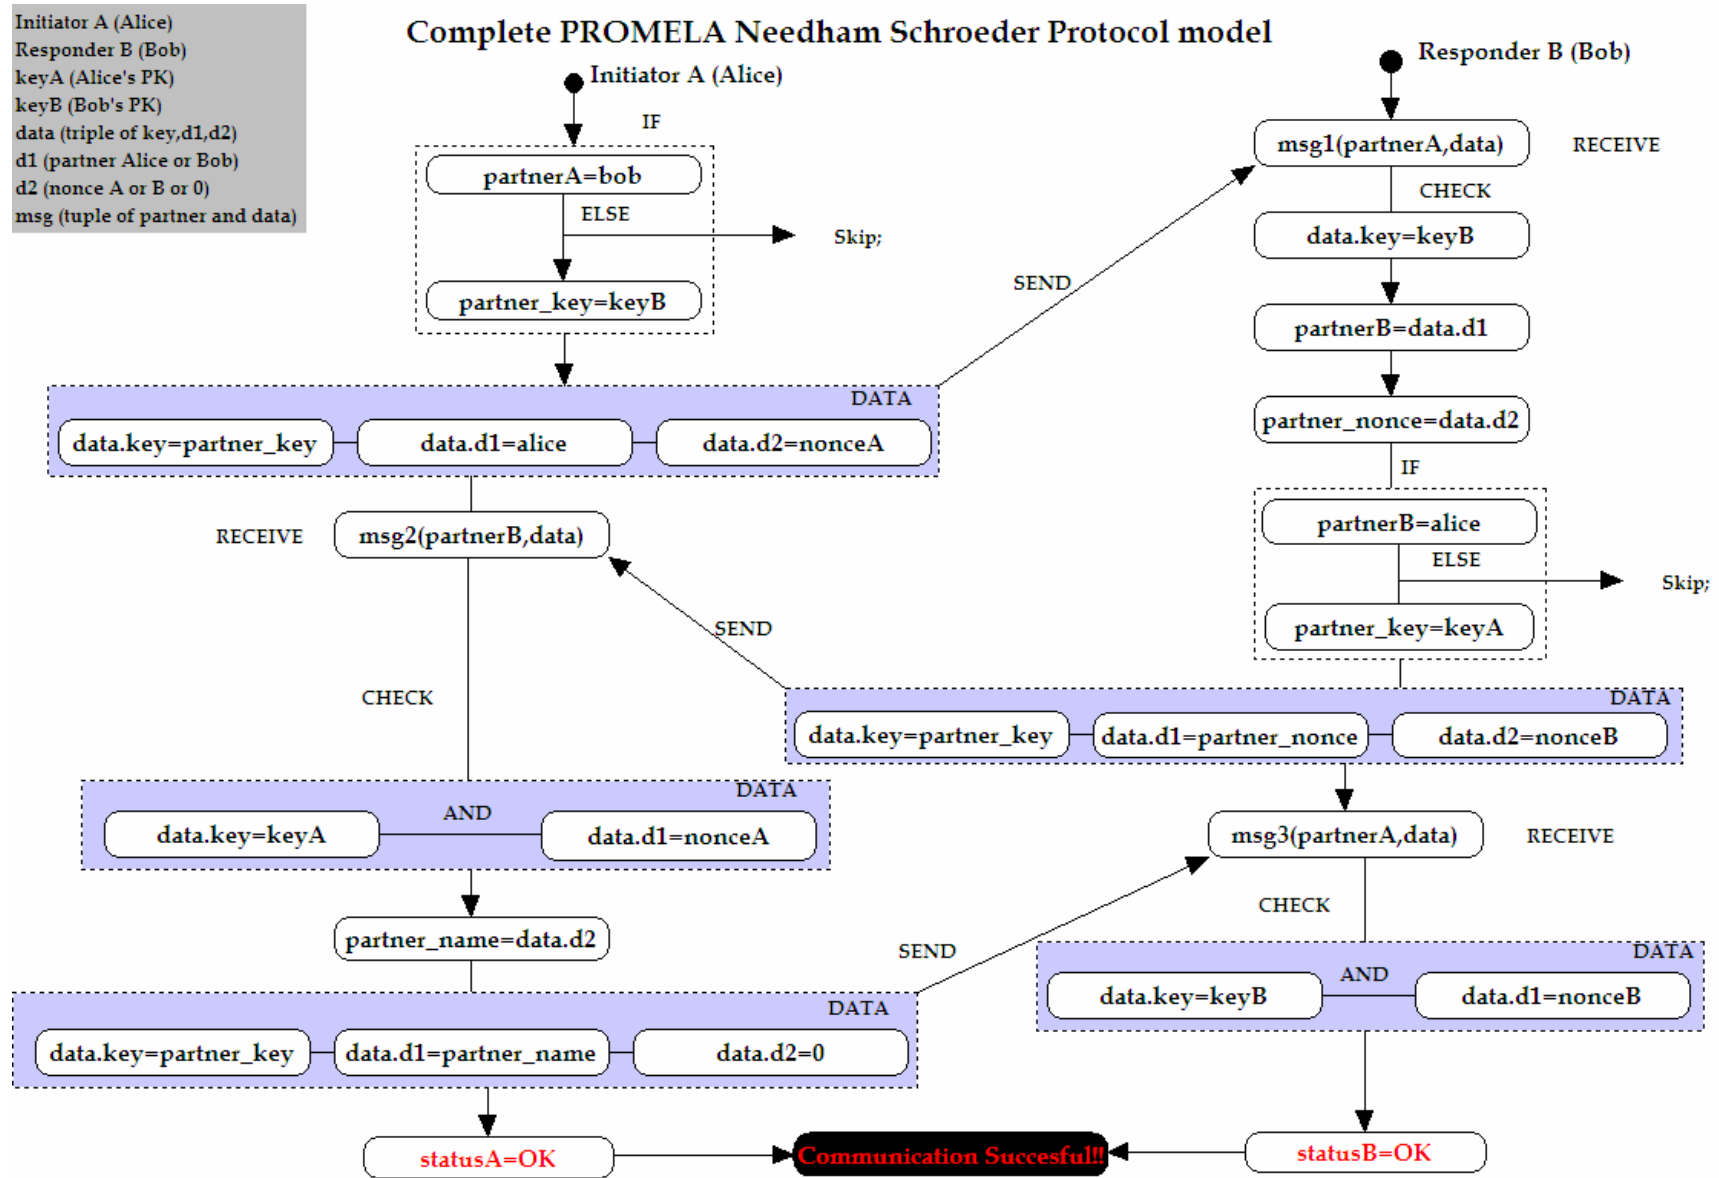 Initiator A (Alice)
Responder B (Bob)
keyA (Alice's PK)
keyB (Bob's PK)
data (triple of key,d1,d2)
d1 (partner Alice or Bob)
d2 (nonce A or B or 0)
msg (tuple of partner and data)
Complete PROMELA Needham Schroeder Protocol model
Initiator A (Alice)
IF
partnerA=bob
ELSE
Skip;
partner_key=keyB
DATA
data.key=partner_key
data.d1=alice
data.d2=nonceA
SEND
RECEIVE
msg2(partnerB,data)
CHECK
DATA
data.key=keyA
AND
data.d1=nonceA
partner_name=data.d2
DATA
data.key=partner_key
data.d1=partner_name
data.d2=0
SEND
statusA=OK
Responder B (Bob)
msg1(partnerA,data)
RECEIVE
CHECK
data.key=keyB
partnerB=data.d1
partner_nonce=data.d2
IF
partnerB=alice
ELSE
Skip;
partner_key=keyA
DATA
data.key=partner_key
data.d1=partner_nonce
data.d2=nonceB
SEND
msg3(partnerA,data)
RECEIVE
CHECK
DATA
data.key=keyB
AND
data.d1=nonceB
statusB=OK
Communication Succesful!!